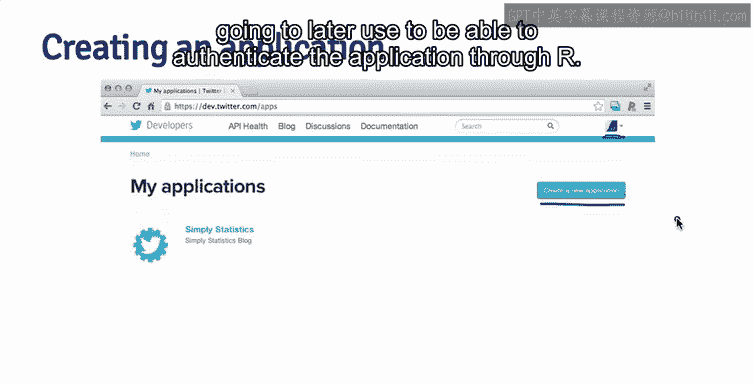 Creating an application
going to later use to be able to
authenticate the application through R.
My applications | Twitter
https://dev.twitter.com/apps
Developers
API Health
Blog
Discussions
Documentation
Search
Home
My applications
Create a new application
Simply Statistics
Simply Statistics Blog